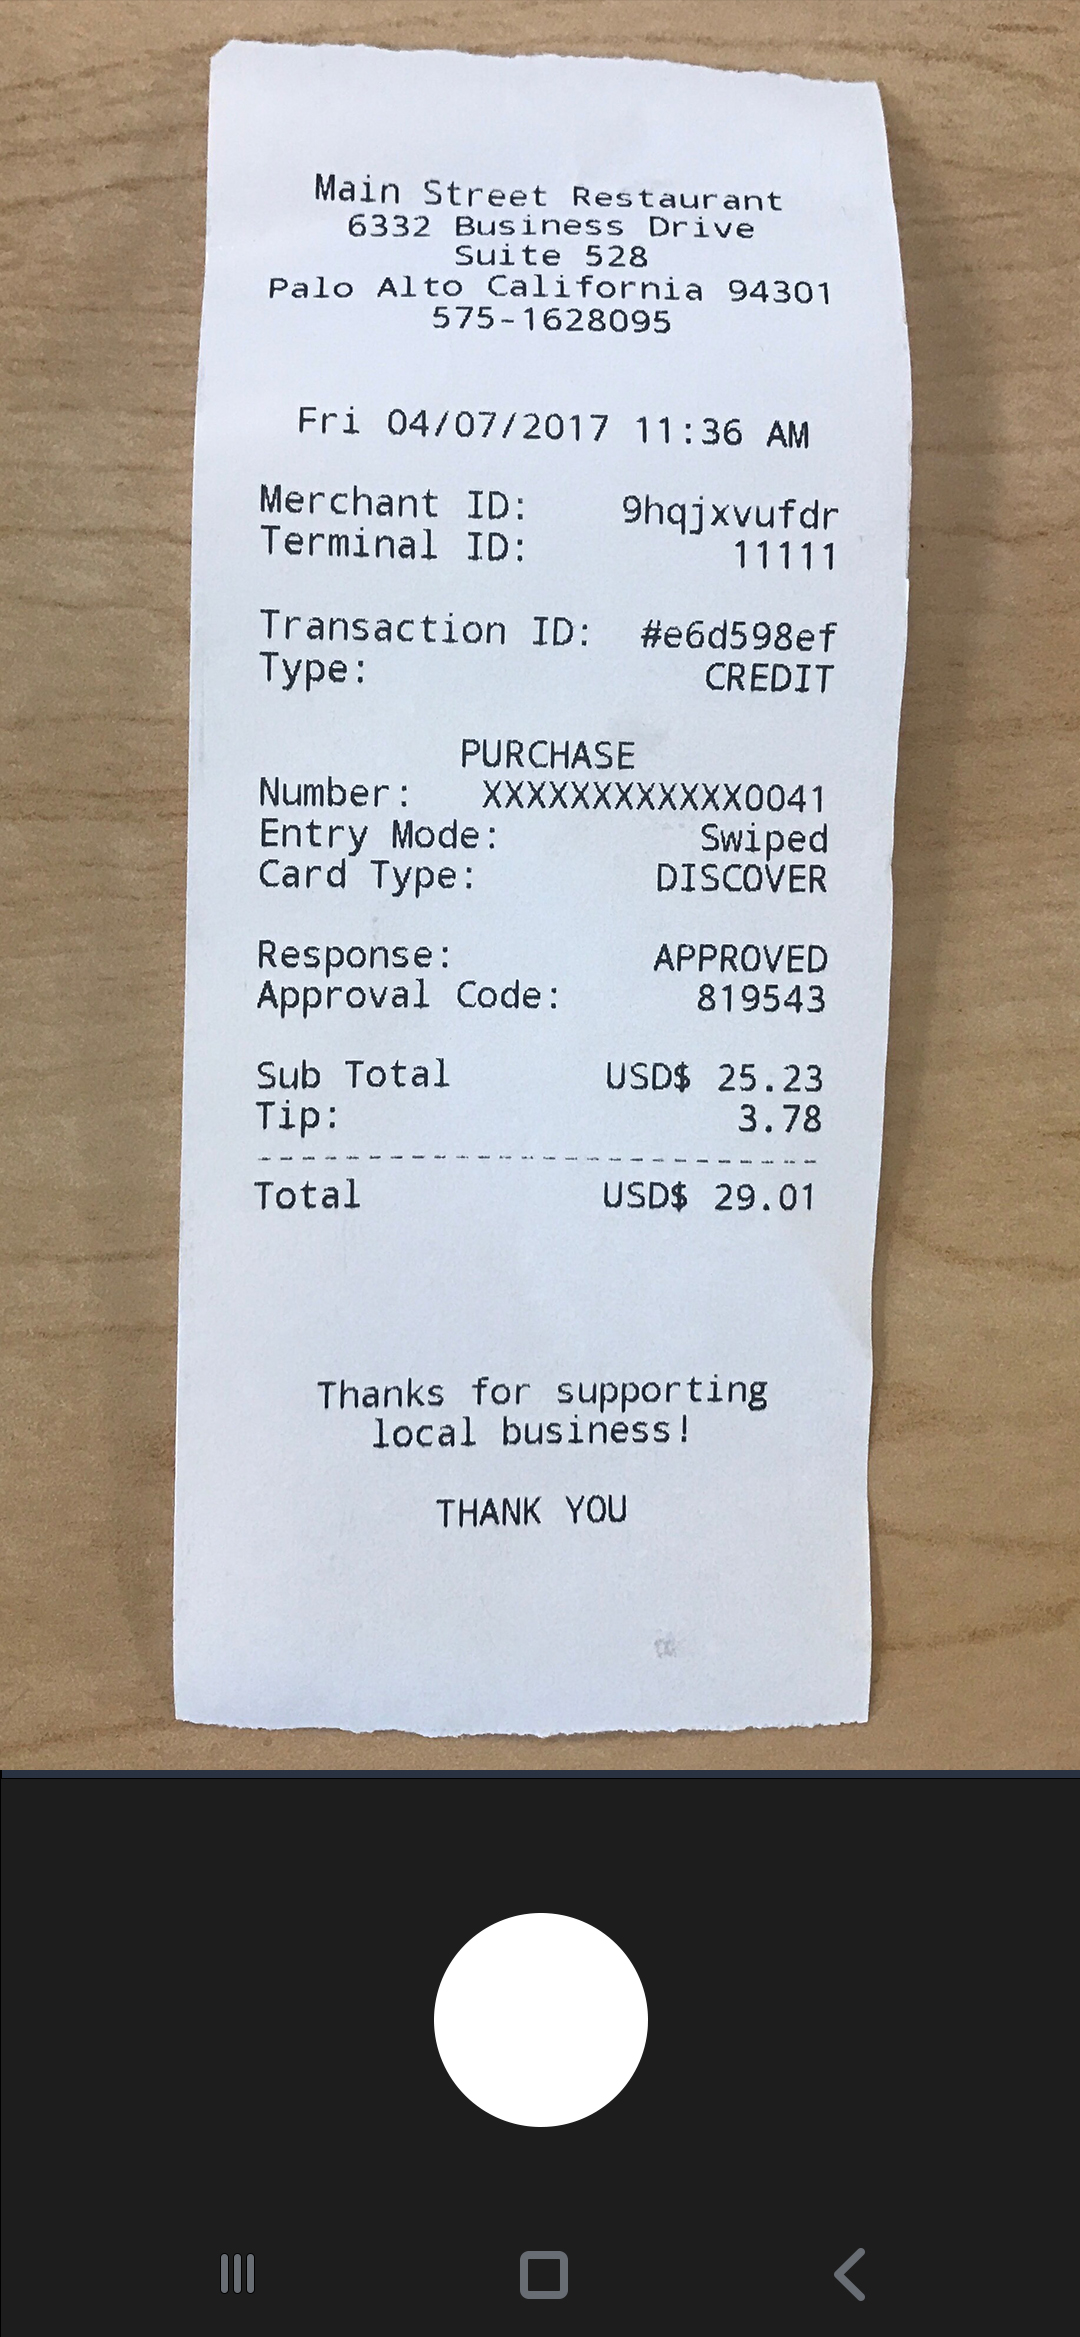 Main Street Restaurant
6332 Business Drive
Suite 528
Palo Alto California 94301
575-1628095
Fri 04/07/2017 11:36 AM
Merchant ID: 9hqjxvufdr
Terminal ID: 11111
Transaction ID: #e6d598ef
Type: CREDIT
PURCHASE
Number: XXXXXXXXXXXX0041
Entry Mode: Swiped
Card Type: DISCOVER
Response: APPROVED
Approval Code: 819543
Sub Total USD$ 25.23
Tip: 3.78
--------------------------
Total USD$ 29.01
Thanks for supporting
local business!
THANK YOU